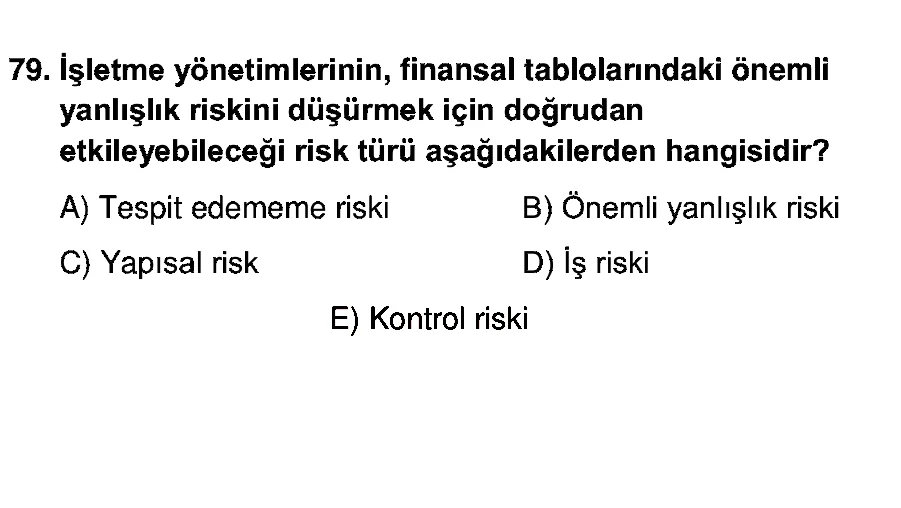 79. İşletme yönetimlerinin, finansal tablolarındaki önemli
yanlışlık riskini düşürmek için doğrudan
etkileyebileceği risk türü aşağıdakilerden hangisidir?
A) Tespit edememe riski B) Önemli yanlışlık riski
C) Yapısal risk D) İş riski
E) Kontrol riski